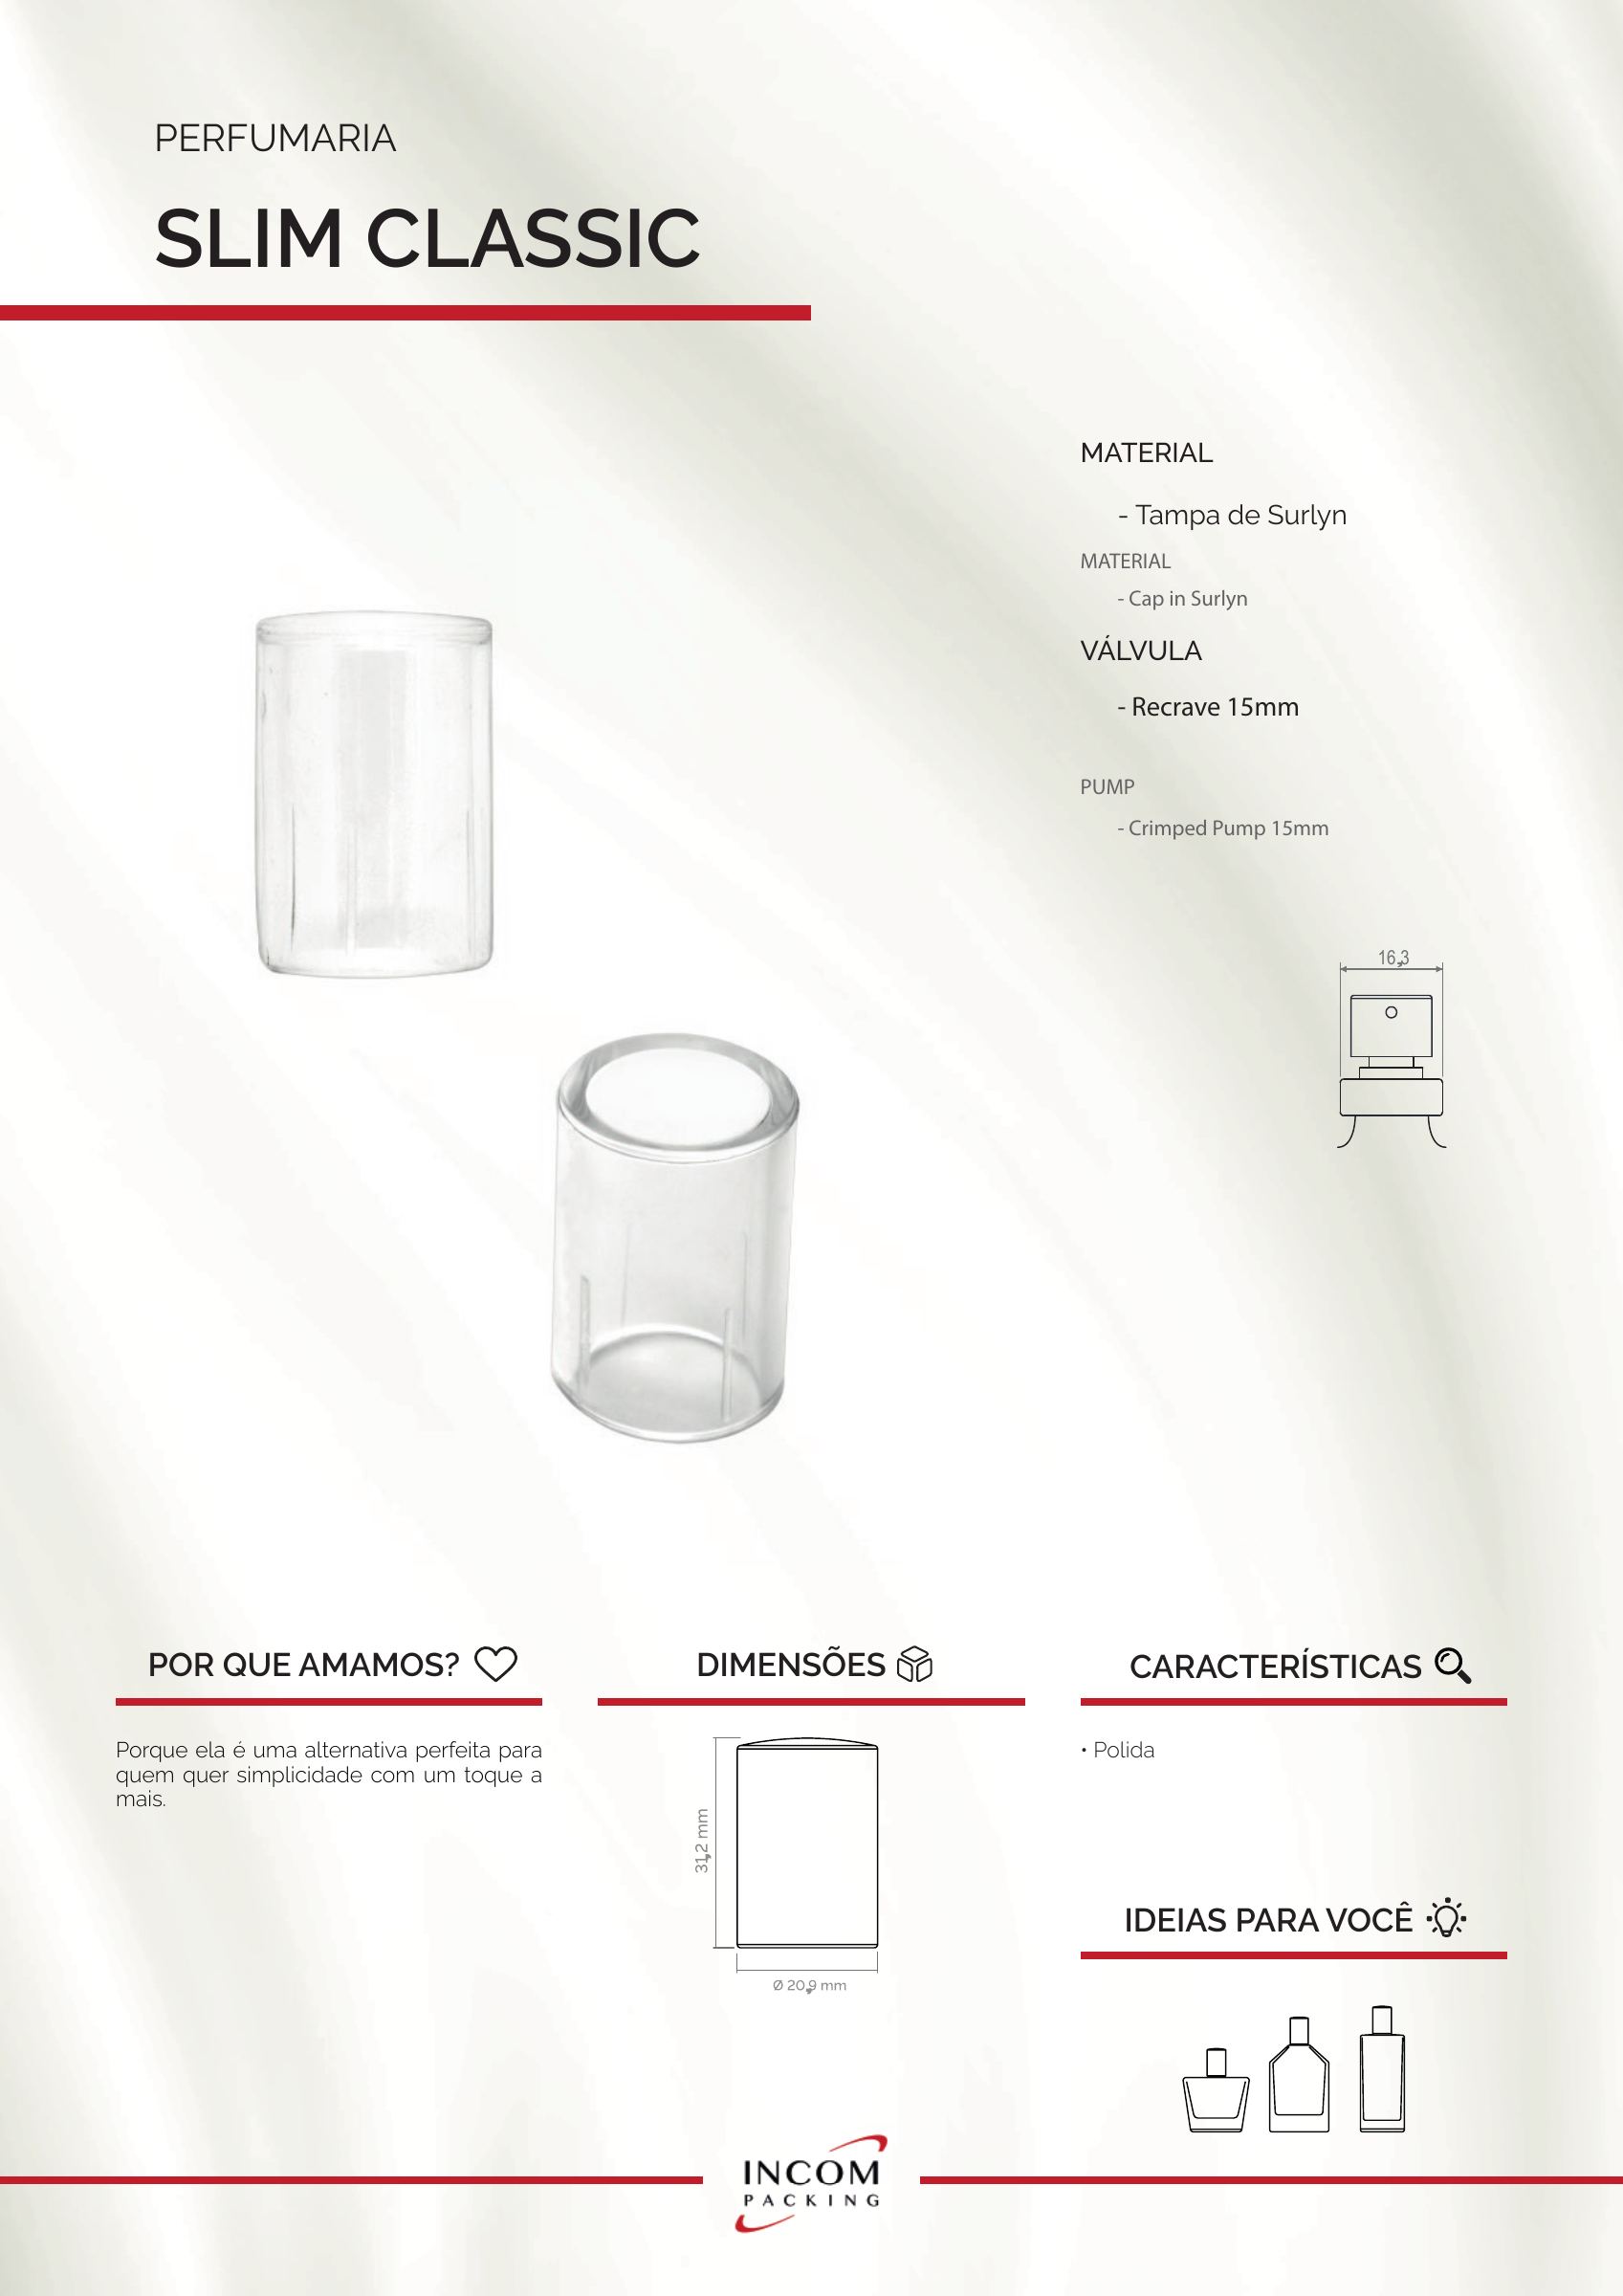 PERFUMARIA
SLIM CLASSIC
MATERIAL
- Tampa de Surlyn
MATERIAL
- Cap in Surlyn
VÁLVULA
- Recrave 15mm
PUMP
- Crimped Pump 15mm
16,3
POR QUE AMAMOS?
Porque ela é uma alternativa perfeita para
quem quer simplicidade com um toque a
mais.
DIMENSÕES
31,2 mm
Ø 20,9 mm
CARACTERÍSTICAS
• Polida
IDEIAS PARA VOCÊ
INCOM
PACKING